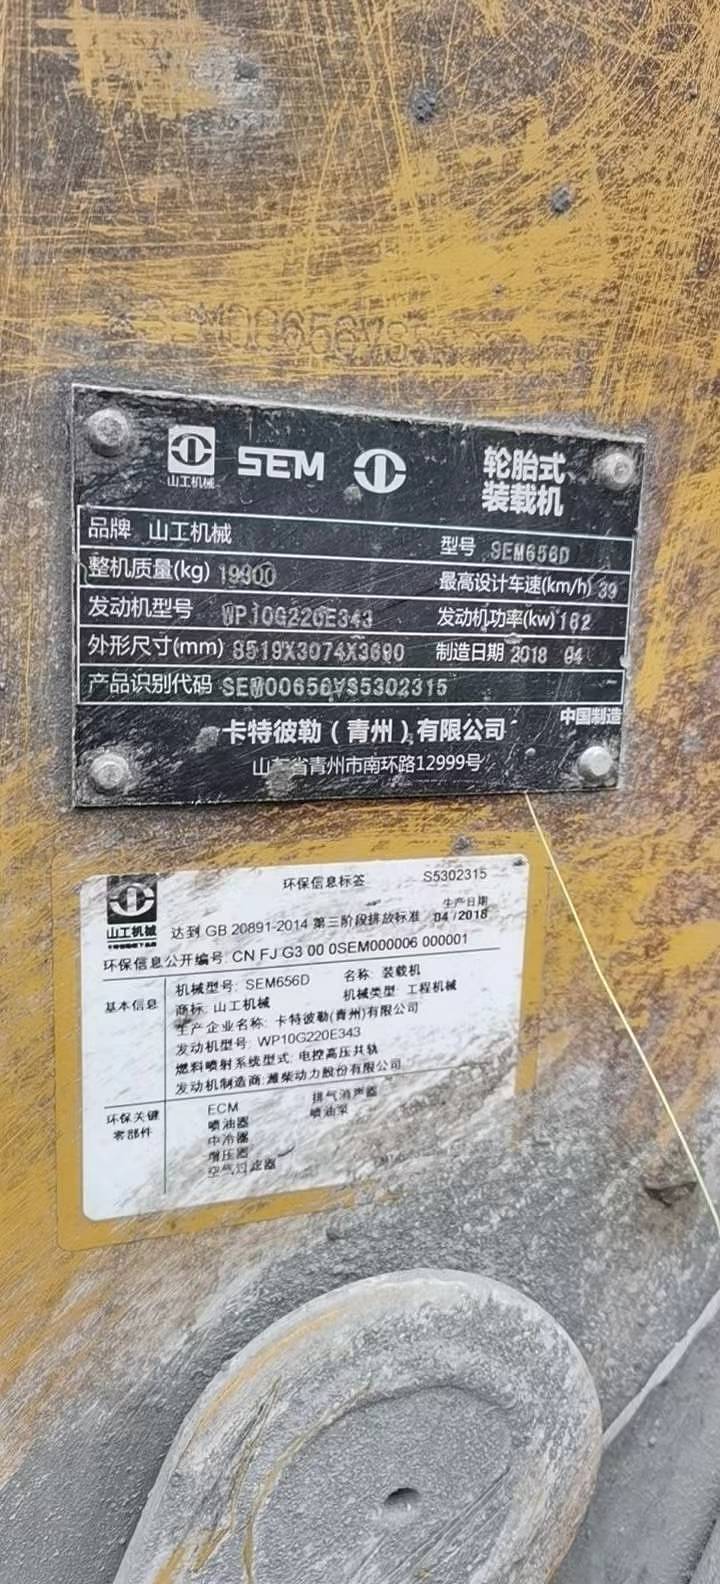 山工机械 SEM 轮胎式
装载机
品牌 山工机械 型号 SEM656D
整机质量(kg) 19900 最高设计车速(km/h) 39
发动机型号 WP10G220E343 发动机功率(kw) 162
外形尺寸(mm) 8519X3074X3690 制造日期 2018 04
产品识别代码 SEM00656VS5302315
卡特彼勒(青州)有限公司 中国制造
山东省青州市南环路12999号
山工机械
环保信息标签 S5302315
生产日期
达到 GB 20891-2014 第三阶段排放标准 04/2018
环保信息公开编号: CN FJ G3 00 0SEM000006 000001
基本信息
机械型号: SEM656D 名称: 装载机
商标: 山工机械 机械类型: 工程机械
生产企业名称: 卡特彼勒(青州)有限公司
发动机型号: WP10G220E343
燃料喷射系统型式: 电控高压共轨
发动机制造商: 潍柴动力股份有限公司
环保关键
零部件
ECM 排气消声器
喷油器 喷油泵
中冷器
增压器
空气过滤器